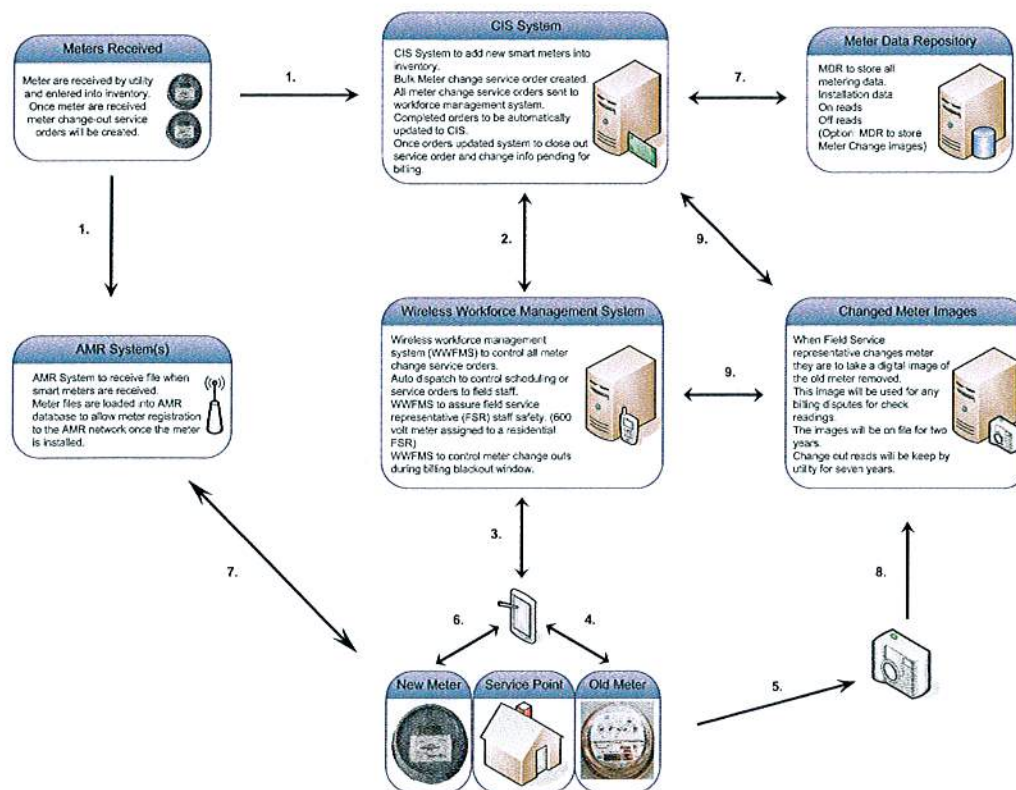 Meters Received
Meter are received by utility
and entered into inventory.
Once meter are received
meter change-out service
orders will be created.
1.
CIS System
CIS System to add new smart meters into
inventory.
Bulk Meter change service order created.
All meter change service orders sent to
workforce management system.
Completed orders to be automatically
updated to CIS.
Once orders updated system to close out
service order and change info pending for
billing.
7.
Meter Data Repository
MDR to store all
metering data.
Installation data
On reads
Off reads
(Option MDR to store
Meter Change images)
1.
2.
9.
AMR System(s)
AMR System to receive file when
smart meters are received.
Meter files are loaded into AMR
database to allow meter registration
to the AMR network once the meter
is installed.
Wireless Workforce Management System
Wireless workforce management
system (WWFMS) to control all meter
change service orders.
Auto dispatch to control scheduling or
service orders to field staff.
WWFMS to assure field service
representative (FSR) staff safety. (600
volt meter assigned to a residential
FSR)
WWFMS to control meter change outs
during billing blackout window.
9.
Changed Meter Images
When Field Service
representative changes meter
they are to take a digital image of
the old meter removed.
This image will be used for any
billing disputes for check
readings.
The images will be on file for two
years.
Change out reads will be keep by
utility for seven years.
7.
3.
8.
6.
4.
5.
New Meter
Service Point
Old Meter